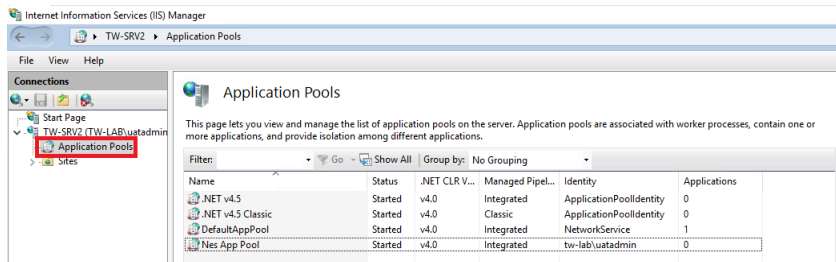 Internet Information Services (IIS) Manager
TW-SRV2 Application Pools
File View Help
Connections
Start Page
TW-SRV2 (TW-LAB\uatadmin
Application Pools
Sites
Application Pools
This page lets you view and manage the list of application pools on the server. Application pools are associated with worker processes, contain one or
more applications, and provide isolation among different applications.
Filter: Go Show All Group by: No Grouping
Name Status .NET CLR V... Managed Pipel... Identity Applications
.NET v4.5 Started v4.0 Integrated ApplicationPoolIdentity 0
.NET v4.5 Classic Started v4.0 Classic ApplicationPoolIdentity 0
DefaultAppPool Started v4.0 Integrated NetworkService 1
Nes App Pool Started v4.0 Integrated tw-lab\uatadmin 0